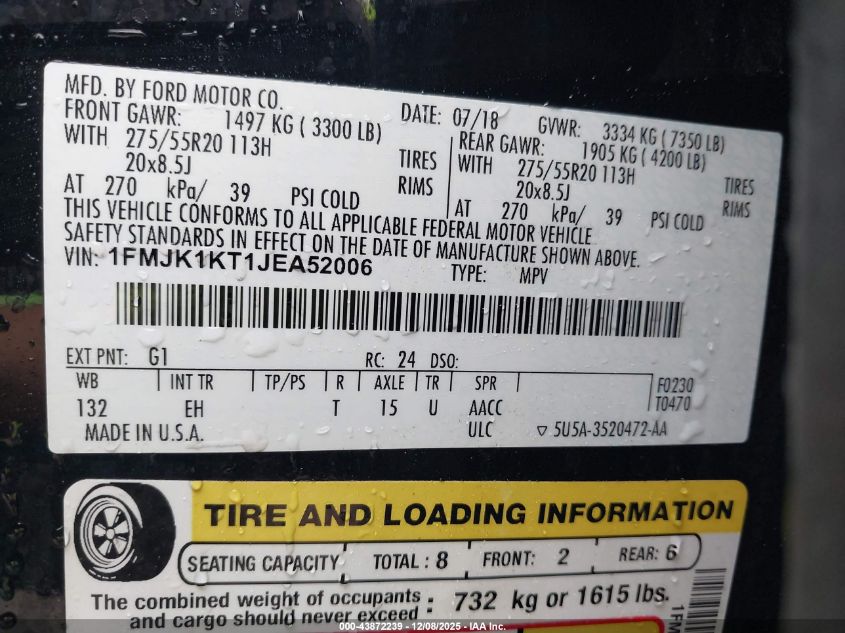 MFD. BY FORD MOTOR CO.
DATE: 07/18 GVWR: 3334 KG ( 7350 LB)
FRONT GAWR: 1497 KG ( 3300 LB)
WITH 275/55R20 113H TIRES
20x8.5J RIMS
AT 270 kPa/ 39 PSI COLD
REAR GAWR: 1905 KG ( 4200 LB)
WITH 275/55R20 113H TIRES
20x8.5J RIMS
AT 270 kPa/ 39 PSI COLD
THIS VEHICLE CONFORMS TO ALL APPLICABLE FEDERAL MOTOR VEHICLE
SAFETY STANDARDS IN EFFECT ON THE DATE OF MANUFACTURE SHOWN ABOVE.
VIN: 1FMJK1KT1JEA52006
TYPE: MPV
EXT PNT: G1 RC: 24 DSO:
WB INT TR TP/PS R AXLE TR SPR F0230
132 EH T 15 U AACC T0470
MADE IN U.S.A. ULC ▽ 5U5A-3520472-AA
TIRE AND LOADING INFORMATION
SEATING CAPACITY TOTAL : 8 FRONT: 2 REAR: 6
The combined weight of occupants
and cargo should never exceed : 732 kg or 1615 lbs.
1FM
000-43872239 - 12/08/2025 - IAA Inc.